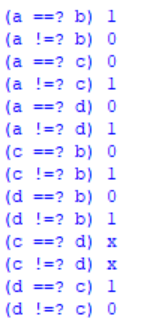 (a ==? b) 1
(a !=? b) 0
(a ==? c) 0
(a !=? c) 1
(a ==? d) 0
(a !=? d) 1
(c ==? b) 0
(c !=? b) 1
(d ==? b) 0
(d !=? b) 1
(c ==? d) x
(c !=? d) x
(d ==? c) 1
(d !=? c) 0